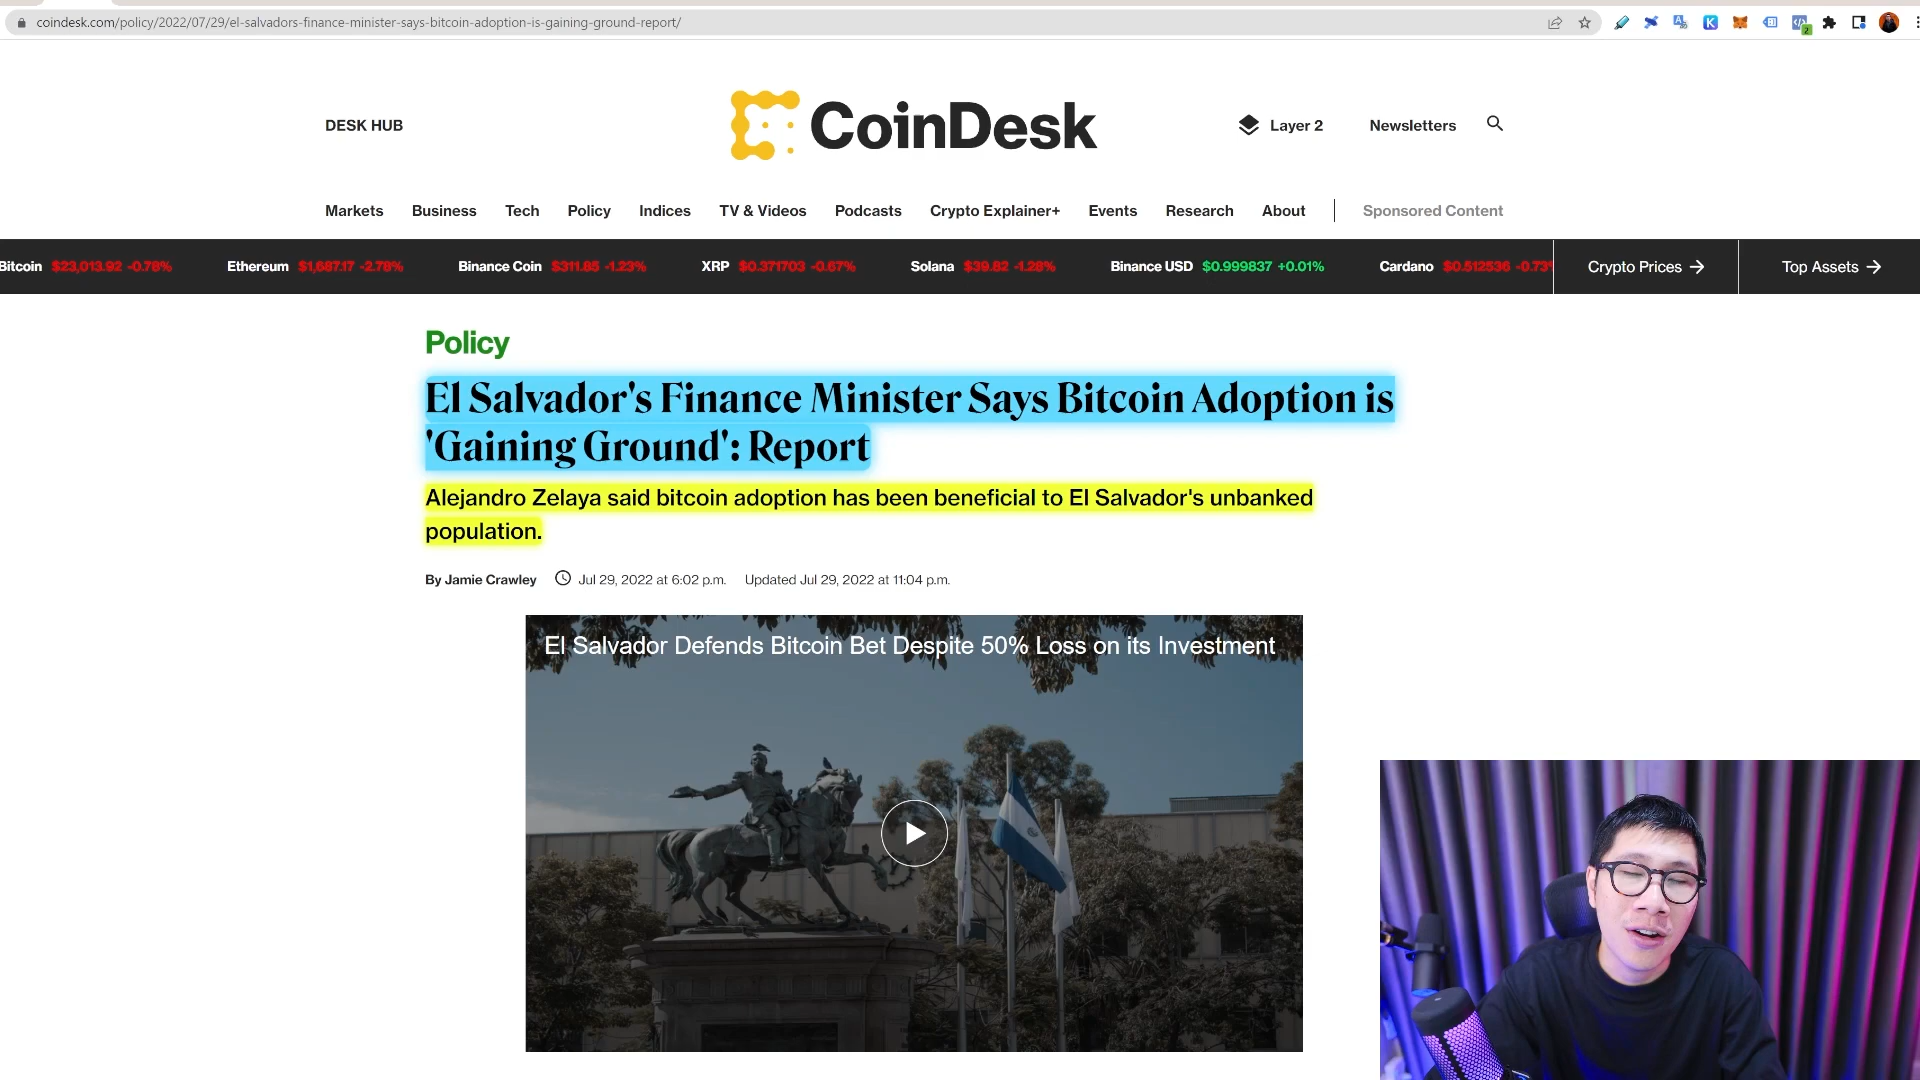 coindesk.com/policy/2022/07/29/el-salvadors-finance-minister-says-bitcoin-adoption-is-gaining-ground-report/
2
DESK HUB
CoinDesk
Layer 2
Newsletters
Markets Business Tech Policy Indices TV & Videos Podcasts Crypto Explainer+ Events Research About Sponsored Content
Bitcoin $23,013.92 -0.78% Ethereum $1,687.17 -2.78% Binance Coin $311.85 -1.23% XRP $0.371703 -0.67% Solana $39.82 -1.28% Binance USD $0.999837 +0.01% Cardano $0.512536 -0.73% Crypto Prices → Top Assets →
Policy
El Salvador's Finance Minister Says Bitcoin Adoption is
'Gaining Ground': Report
Alejandro Zelaya said bitcoin adoption has been beneficial to El Salvador's unbanked
population.
By Jamie Crawley Jul 29, 2022 at 6:02 p.m. Updated Jul 29, 2022 at 11:04 p.m.
El Salvador Defends Bitcoin Bet Despite 50% Loss on its Investment